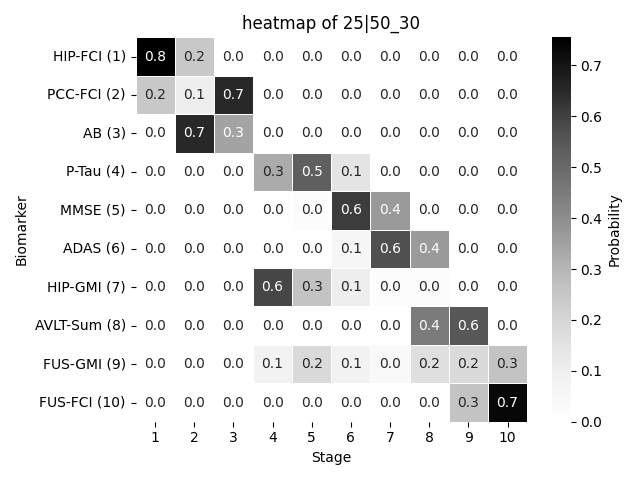 heatmap of 25|50_30
HIP-FCI (1) 0.8 0.2 0.0 0.0 0.0 0.0 0.0 0.0 0.0 0.0
PCC-FCI (2) 0.2 0.1 0.7 0.0 0.0 0.0 0.0 0.0 0.0 0.0
AB (3) 0.0 0.7 0.3 0.0 0.0 0.0 0.0 0.0 0.0 0.0
P-Tau (4) 0.0 0.0 0.0 0.3 0.5 0.1 0.0 0.0 0.0 0.0
MMSE (5) 0.0 0.0 0.0 0.0 0.0 0.6 0.4 0.0 0.0 0.0
ADAS (6) 0.0 0.0 0.0 0.0 0.0 0.1 0.6 0.4 0.0 0.0
HIP-GMI (7) 0.0 0.0 0.0 0.6 0.3 0.1 0.0 0.0 0.0 0.0
AVLT-Sum (8) 0.0 0.0 0.0 0.0 0.0 0.0 0.0 0.4 0.6 0.0
FUS-GMI (9) 0.0 0.0 0.0 0.1 0.2 0.1 0.0 0.2 0.2 0.3
FUS-FCI (10) 0.0 0.0 0.0 0.0 0.0 0.0 0.0 0.0 0.3 0.7
1 2 3 4 5 6 7 8 9 10
Stage
Biomarker
0.7
0.6
0.5
0.4
0.3
0.2
0.1
0.0
Probability